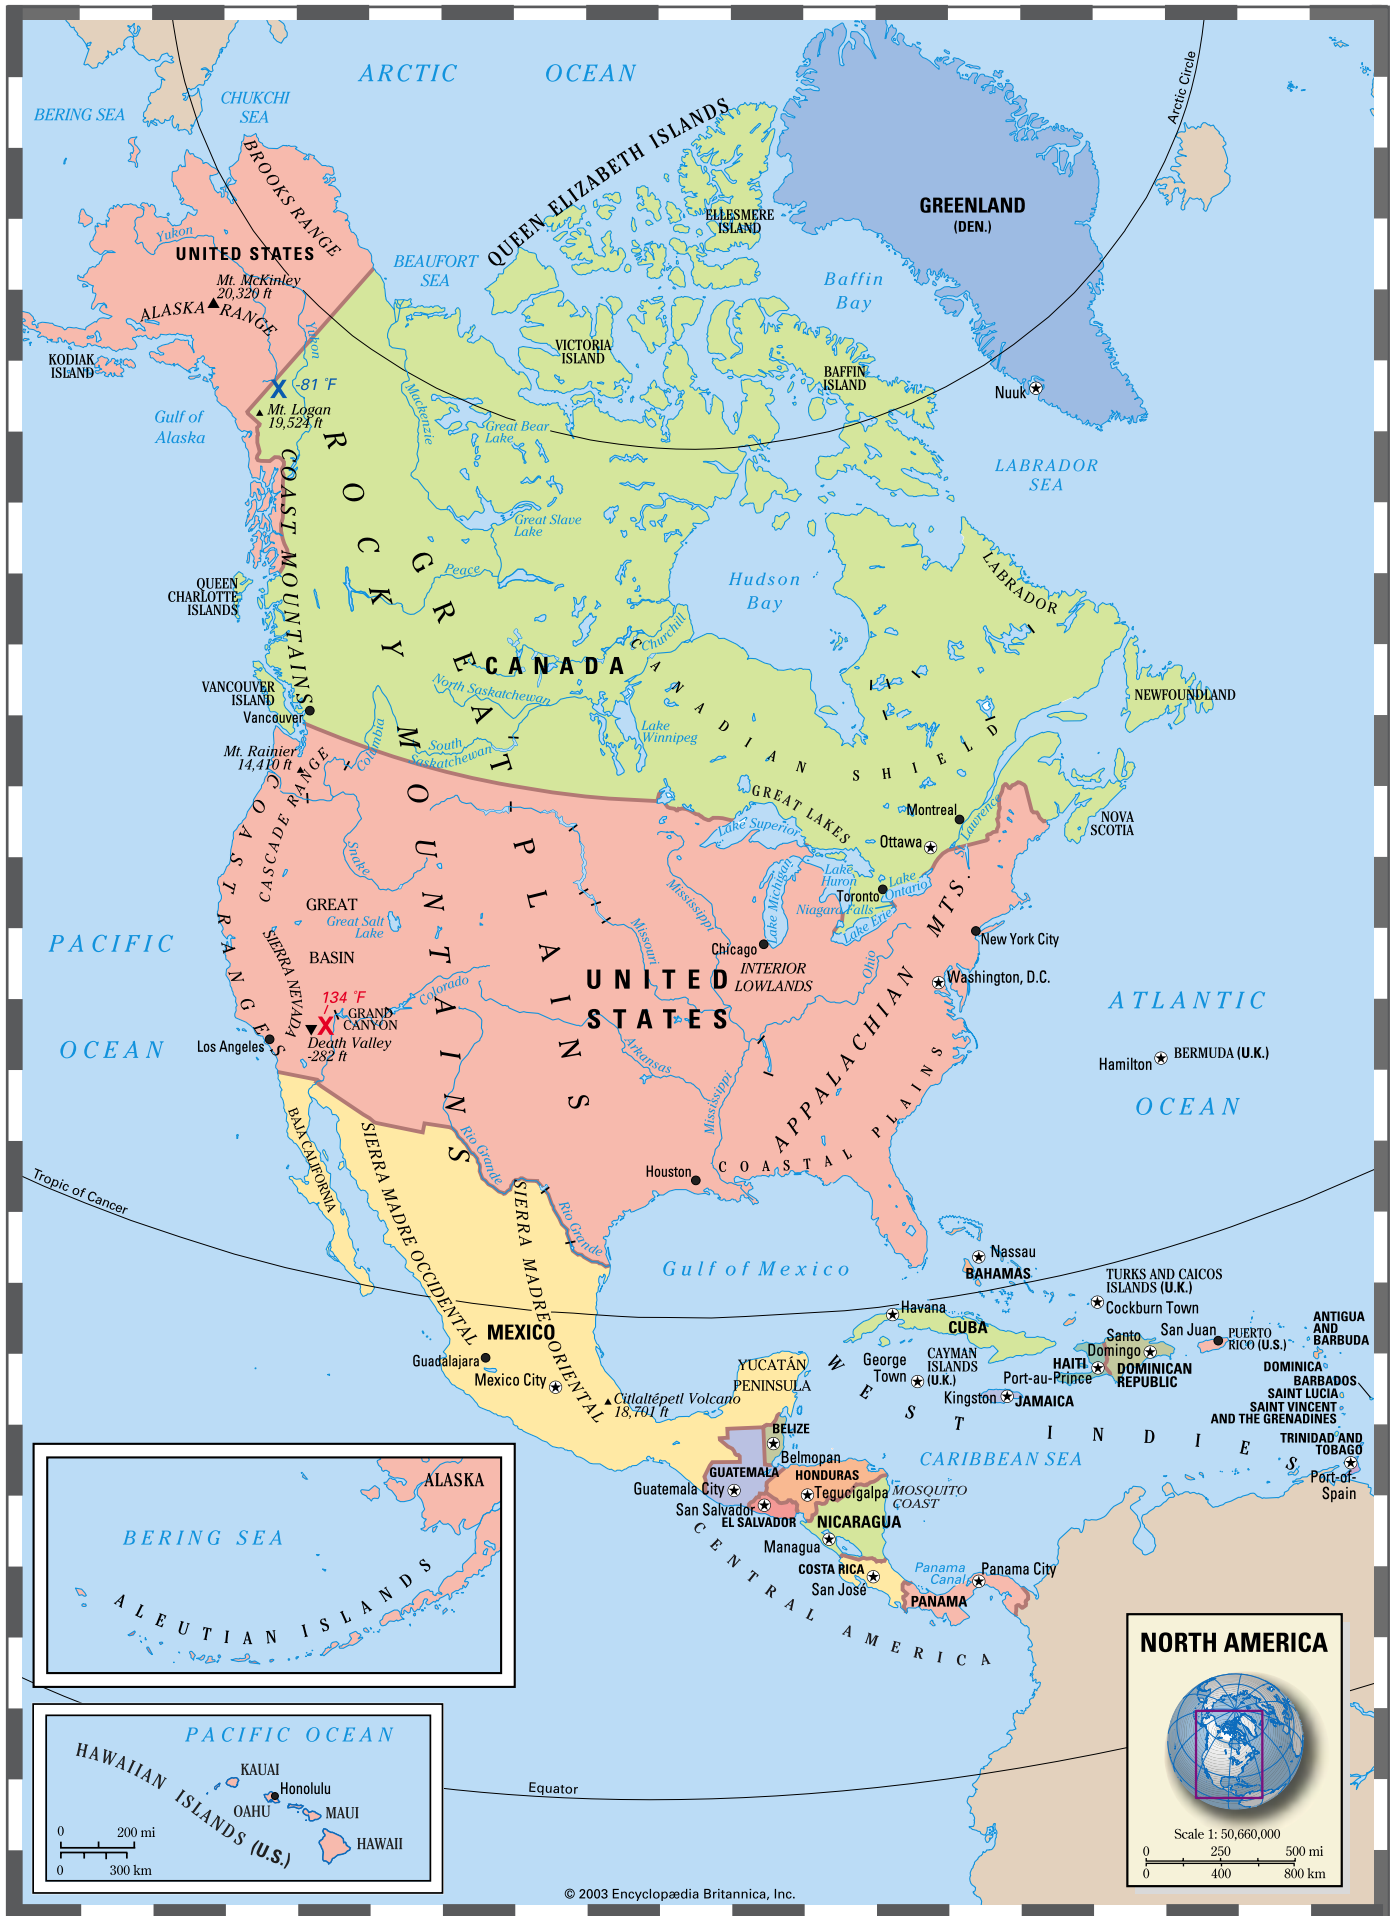 ARCTIC OCEAN
Arctic Circle
BERING SEA
CHUKCHI
SEA
QUEEN ELIZABETH ISLANDS
BROOKS RANGE
ELLESMERE
ISLAND
GREENLAND
(DEN.)
Yukon
UNITED STATES
BEAUFORT
SEA
Mt. McKinley
20,320 ft
ALASKA RANGE
Baffin
Bay
Yukon
VICTORIA
ISLAND
KODIAK
ISLAND
BAFFIN
ISLAND
Nuuk
X -81 °F
Mt. Logan
19,524 ft
Gulf of
Alaska
Mackenzie
Great Bear
Lake
LABRADOR
SEA
COAST MOUNTAINS
ROCKY MOUNTAINS
GREAT PLAINS
Great Slave
Lake
Peace
Hudson
Bay
LABRADOR
QUEEN
CHARLOTTE
ISLANDS
Churchill
CANADA
CANADIAN SHIELD
North Saskatchewan
VANCOUVER
ISLAND
Vancouver
NEWFOUNDLAND
Columbia
South
Saskatchewan
Lake
Winnipeg
Mt. Rainier
14,410 ft
COAST RANGES
CASCADE RANGE
GREAT LAKES
Montreal
St. Lawrence
NOVA
SCOTIA
Lake Superior
Ottawa
Snake
Mississippi
Lake Michigan
Lake
Huron
Lake
Ontario
Toronto
Niagara Falls
Lake Erie
GREAT
BASIN
Great Salt
Lake
SIERRA NEVADA
Missouri
Chicago
INTERIOR
LOWLANDS
Ohio
APPALACHIAN MTS.
New York City
Washington, D.C.
PACIFIC
OCEAN
UNITED
STATES
Colorado
134 °F
X
GRAND
CANYON
Death Valley
-282 ft
Los Angeles
Arkansas
Mississippi
ATLANTIC
OCEAN
Hamilton
BERMUDA (U.K.)
COASTAL PLAINS
Houston
BAJA CALIFORNIA
SIERRA MADRE OCCIDENTAL
SIERRA MADRE ORIENTAL
Rio Grande
Rio Grande
Tropic of Cancer
Gulf of Mexico
Nassau
BAHAMAS
TURKS AND CAICOS
ISLANDS (U.K.)
Cockburn Town
Havana
CUBA
MEXICO
Guadalajara
Mexico City
Citlaltépetl Volcano
18,701 ft
YUCATÁN
PENINSULA
WEST INDIES
George
Town
CAYMAN
ISLANDS
(U.K.)
Kingston
JAMAICA
HAITI
Port-au-Prince
Santo
Domingo
DOMINICAN
REPUBLIC
San Juan
PUERTO
RICO (U.S.)
ANTIGUA
AND
BARBUDA
DOMINICA
BARBADOS
SAINT LUCIA
SAINT VINCENT
AND THE GRENADINES
TRINIDAD AND
TOBAGO
Port-of-
Spain
CARIBBEAN SEA
BELIZE
Belmopan
GUATEMALA
Guatemala City
HONDURAS
Tegucigalpa
MOSQUITO
COAST
San Salvador
EL SALVADOR
NICARAGUA
Managua
COSTA RICA
San José
Panama
Canal
Panama City
PANAMA
CENTRAL AMERICA
ALASKA
BERING SEA
ALEUTIAN ISLANDS
PACIFIC OCEAN
HAWAIIAN ISLANDS (U.S.)
KAUAI
Honolulu
OAHU
MAUI
HAWAII
0 200 mi
0 300 km
Equator
NORTH AMERICA
Scale 1: 50,660,000
0 250 500 mi
0 400 800 km
© 2003 Encyclopædia Britannica, Inc.